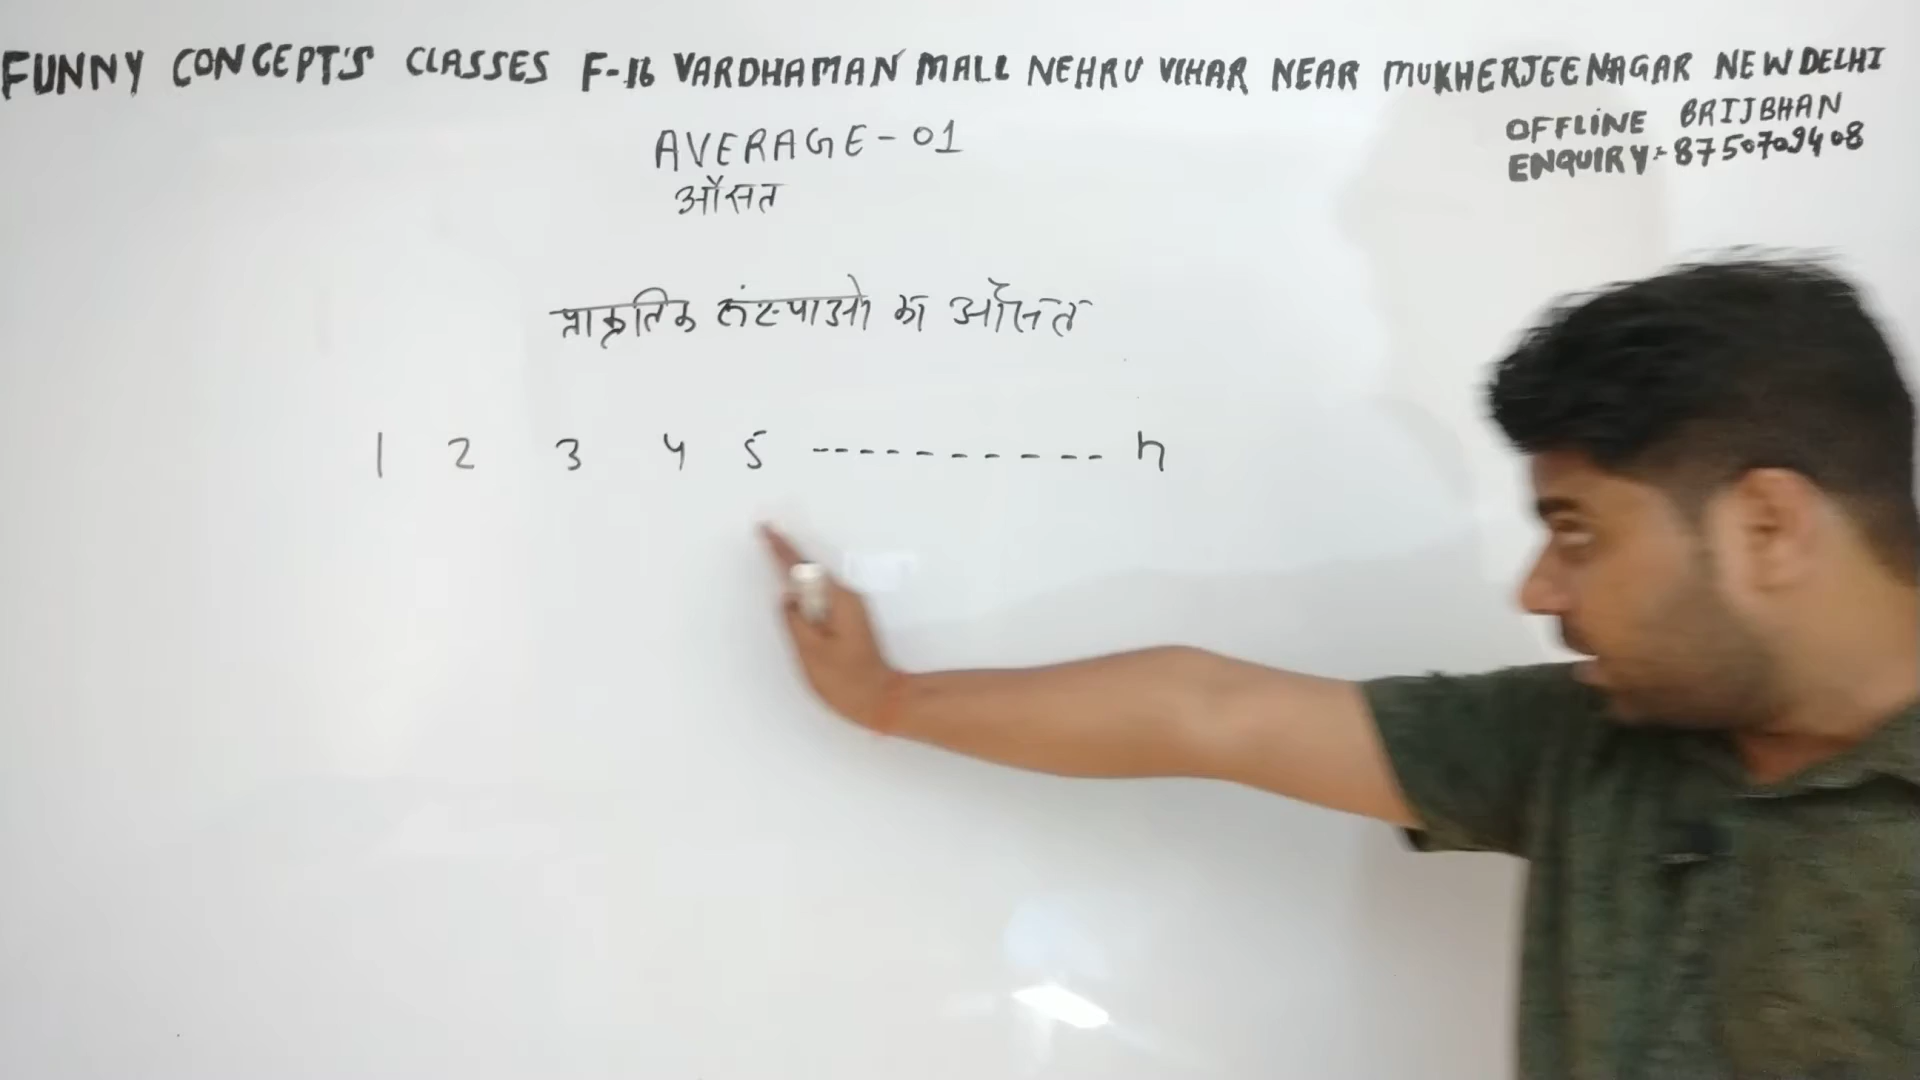 FUNNY CONCEPT'S CLASSES F-16 VARDHAMAN MALL NEHRU VIHAR NEAR MUKHERJEE NAGAR NEW DELHI
OFFLINE BRIJBHAN
ENQUIRY:- 8750709408
AVERAGE-01
औसत
प्राकृतिक संख्याओ का औसत
1 2 3 4 5 ----------- n